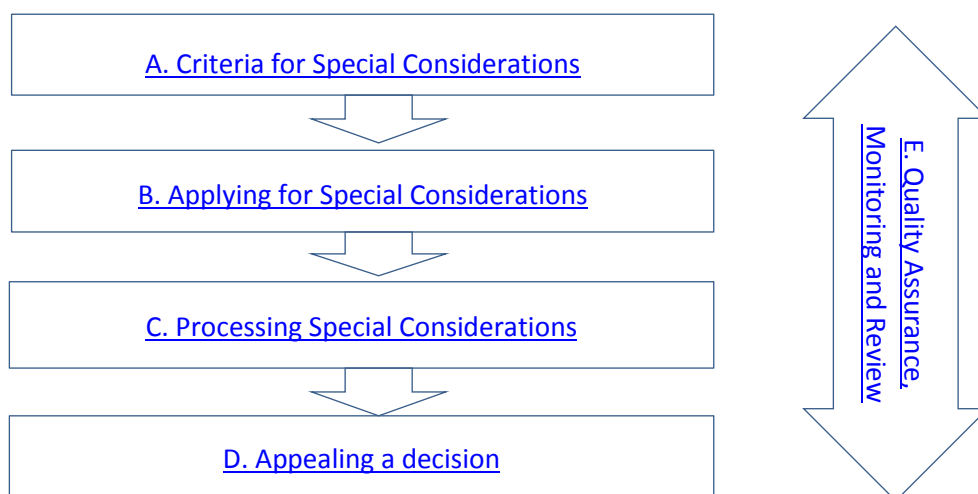 A. Criteria for Special Considerations
B. Applying for Special Considerations
C. Processing Special Considerations
D. Appealing a decision
E. Quality Assurance,
Monitoring and Review